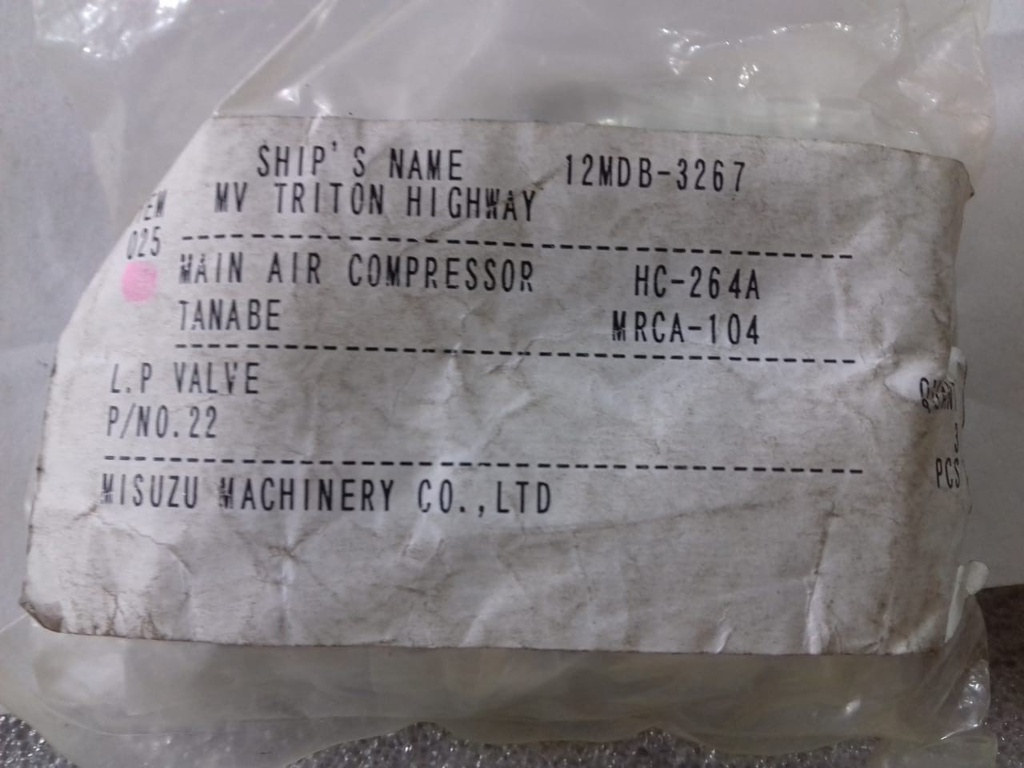 SHIP'S NAME 12MDB-3267
MV TRITON HIGHWAY
025
MAIN AIR COMPRESSOR HC-264A
TANABE MRCA-104
L.P VALVE
P/NO.22
3
PCS
MISUZU MACHINERY CO.,LTD